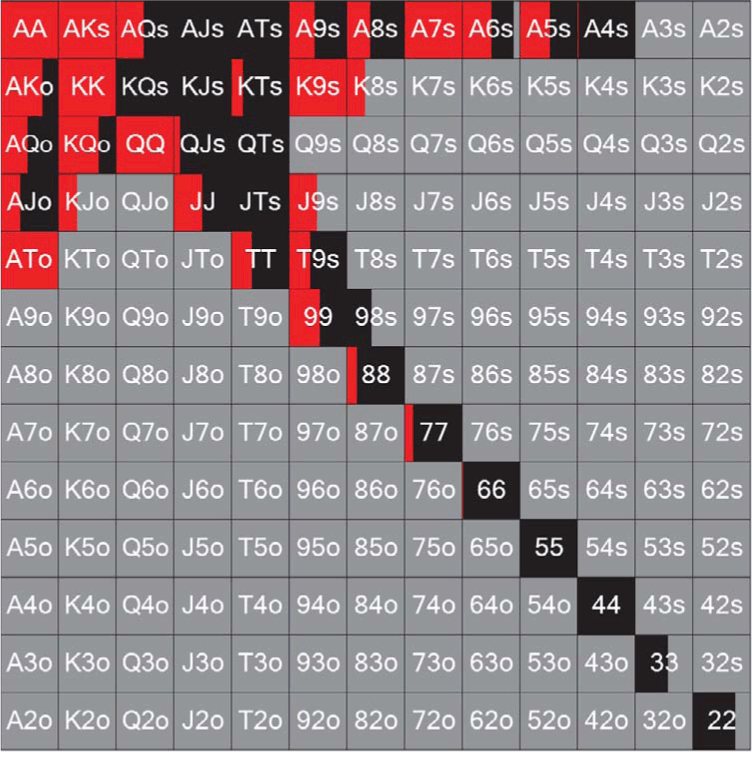 AA AKs AQs AJs ATs A9s A8s A7s A6s A5s A4s A3s A2s
AKo KK KQs KJs KTs K9s K8s K7s K6s K5s K4s K3s K2s
AQo KQo QQ QJs QTs Q9s Q8s Q7s Q6s Q5s Q4s Q3s Q2s
AJo KJo QJo JJ JTs J9s J8s J7s J6s J5s J4s J3s J2s
ATo KTo QTo JTo TT T9s T8s T7s T6s T5s T4s T3s T2s
A9o K9o Q9o J9o T9o 99 98s 97s 96s 95s 94s 93s 92s
A8o K8o Q8o J8o T8o 98o 88 87s 86s 85s 84s 83s 82s
A7o K7o Q7o J7o T7o 97o 87o 77 76s 75s 74s 73s 72s
A6o K6o Q6o J6o T6o 96o 86o 76o 66 65s 64s 63s 62s
A5o K5o Q5o J5o T5o 95o 85o 75o 65o 55 54s 53s 52s
A4o K4o Q4o J4o T4o 94o 84o 74o 64o 54o 44 43s 42s
A3o K3o Q3o J3o T3o 93o 83o 73o 63o 53o 43o 33 32s
A2o K2o Q2o J2o T2o 92o 82o 72o 62o 52o 42o 32o 22